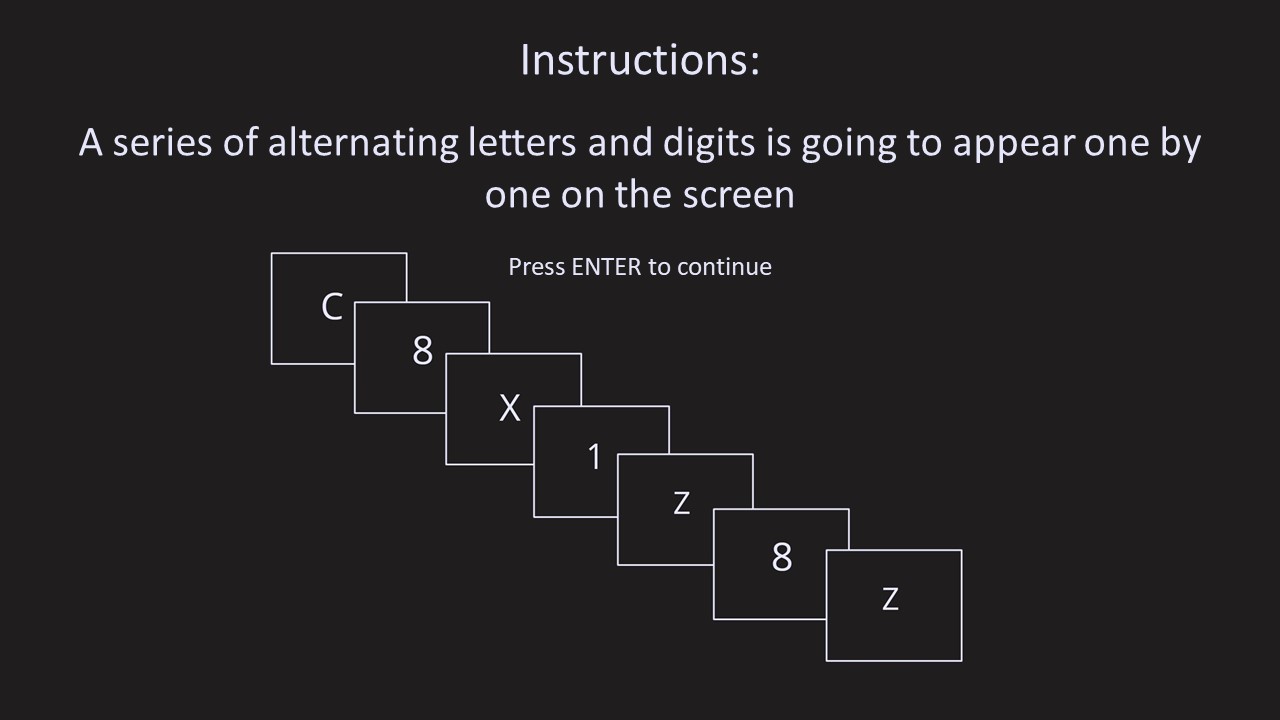 Instructions:
A series of alternating letters and digits is going to appear one by
one on the screen
Press ENTER to continue
C
8
X
1
Z
8
Z